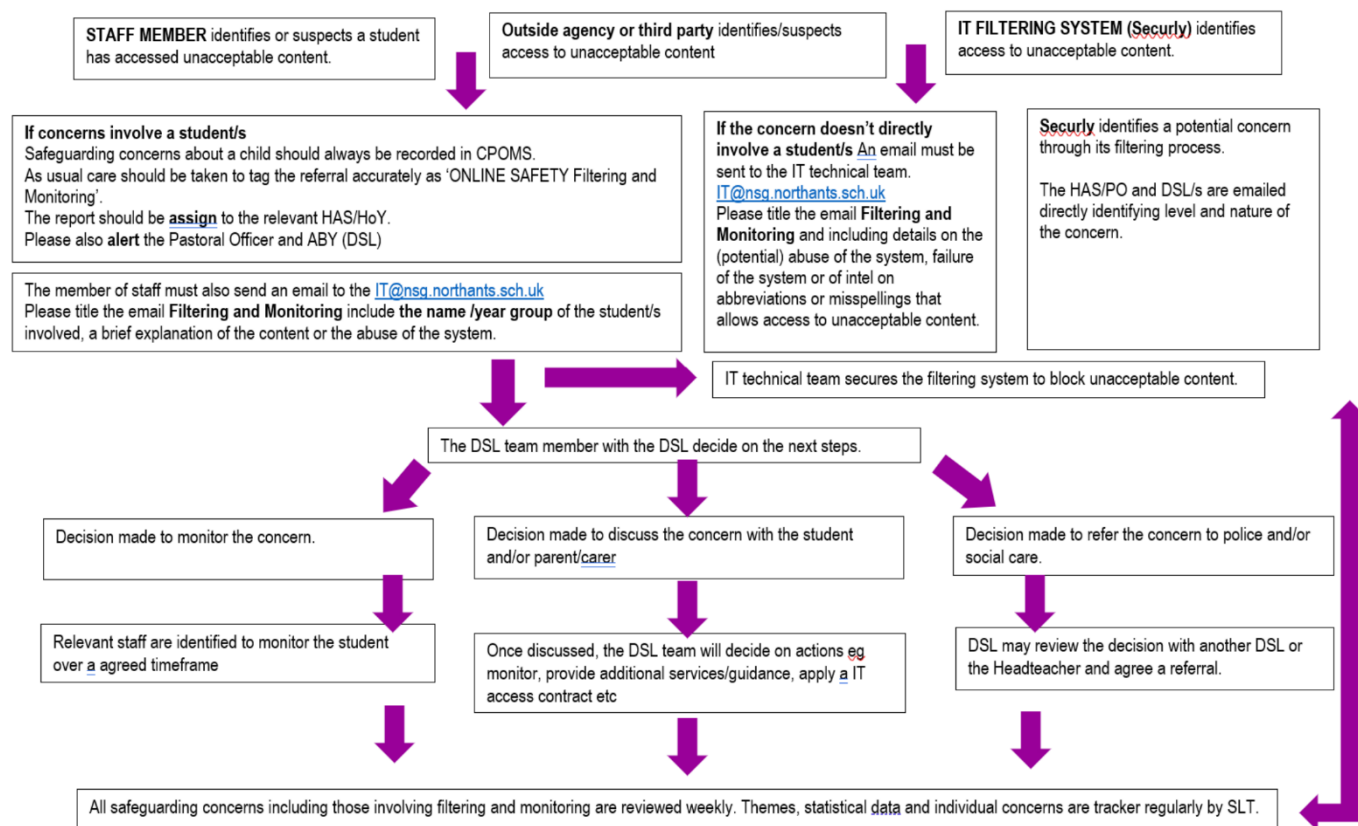 STAFF MEMBER identifies or suspects a student
has accessed unacceptable content.
Outside agency or third party identifies/suspects
access to unacceptable content
IT FILTERING SYSTEM (Securly) identifies
access to unacceptable content.
If concerns involve a student/s
Safeguarding concerns about a child should always be recorded in CPOMS.
As usual care should be taken to tag the referral accurately as ‘ONLINE SAFETY Filtering and
Monitoring’.
The report should be assign to the relevant HAS/HoY.
Please also alert the Pastoral Officer and ABY (DSL)
The member of staff must also send an email to the IT@nsg.northants.sch.uk
Please title the email Filtering and Monitoring include the name /year group of the student/s
involved, a brief explanation of the content or the abuse of the system.
If the concern doesn’t directly
involve a student/s An email must be
sent to the IT technical team.
IT@nsg.northants.sch.uk
Please title the email Filtering and
Monitoring and including details on the
(potential) abuse of the system, failure
of the system or of intel on
abbreviations or misspellings that
allows access to unacceptable content.
Securly identifies a potential concern
through its filtering process.
The HAS/PO and DSL/s are emailed
directly identifying level and nature of
the concern.
IT technical team secures the filtering system to block unacceptable content.
The DSL team member with the DSL decide on the next steps.
Decision made to monitor the concern.
Decision made to discuss the concern with the student
and/or parent/carer
Decision made to refer the concern to police and/or
social care.
Relevant staff are identified to monitor the student
over a agreed timeframe
Once discussed, the DSL team will decide on actions eg
monitor, provide additional services/guidance, apply a IT
access contract etc
DSL may review the decision with another DSL or
the Headteacher and agree a referral.
All safeguarding concerns including those involving filtering and monitoring are reviewed weekly. Themes, statistical data and individual concerns are tracker regularly by SLT.